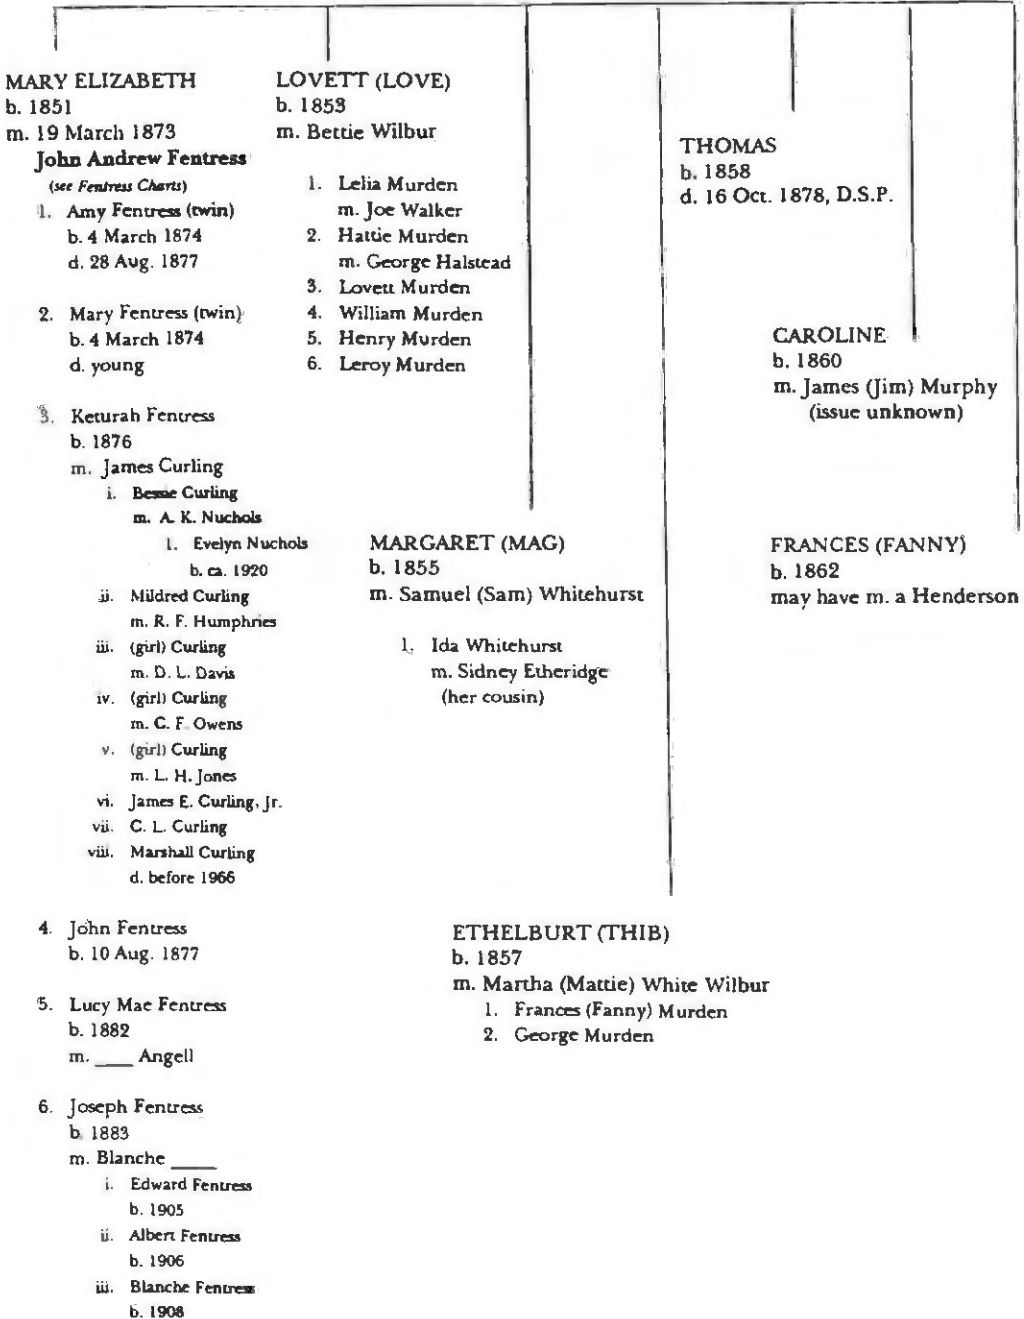 MARY ELIZABETH
b. 1851
m. 19 March 1873
John Andrew Fentress
(see Fentress Charts)
1. Amy Fentress (twin)
b. 4 March 1874
d. 28 Aug. 1877
2. Mary Fentress (twin)
b. 4 March 1874
d. young
3. Keturah Fentress
b. 1876
m. James Curling
i. Bessie Curling
m. A. K. Nuchols
1. Evelyn Nuchols
b. ca. 1920
ii. Mildred Curling
m. R. F. Humphries
iii. (girl) Curling
m. D. L. Davis
iv. (girl) Curling
m. C. F. Owens
v. (girl) Curling
m. L. H. Jones
vi. James E. Curling, Jr.
vii. C. L. Curling
viii. Marshall Curling
d. before 1966
4. John Fentress
b. 10 Aug. 1877
5. Lucy Mae Fentress
b. 1882
m. ____ Angell
6. Joseph Fentress
b. 1883
m. Blanche ____
i. Edward Fentress
b. 1905
ii. Albert Fentress
b. 1906
iii. Blanche Fentress
b. 1908
LOVETT (LOVE)
b. 1853
m. Bettie Wilbur
1. Lelia Murden
m. Joe Walker
2. Hattie Murden
m. George Halstead
3. Lovett Murden
4. William Murden
5. Henry Murden
6. Leroy Murden
MARGARET (MAG)
b. 1855
m. Samuel (Sam) Whitehurst
1. Ida Whitehurst
m. Sidney Etheridge
(her cousin)
ETHELBURT (THIB)
b. 1857
m. Martha (Mattie) White Wilbur
1. Frances (Fanny) Murden
2. George Murden
THOMAS
b. 1858
d. 16 Oct. 1878, D.S.P.
CAROLINE
b. 1860
m. James (Jim) Murphy
(issue unknown)
FRANCES (FANNY)
b. 1862
may have m. a Henderson